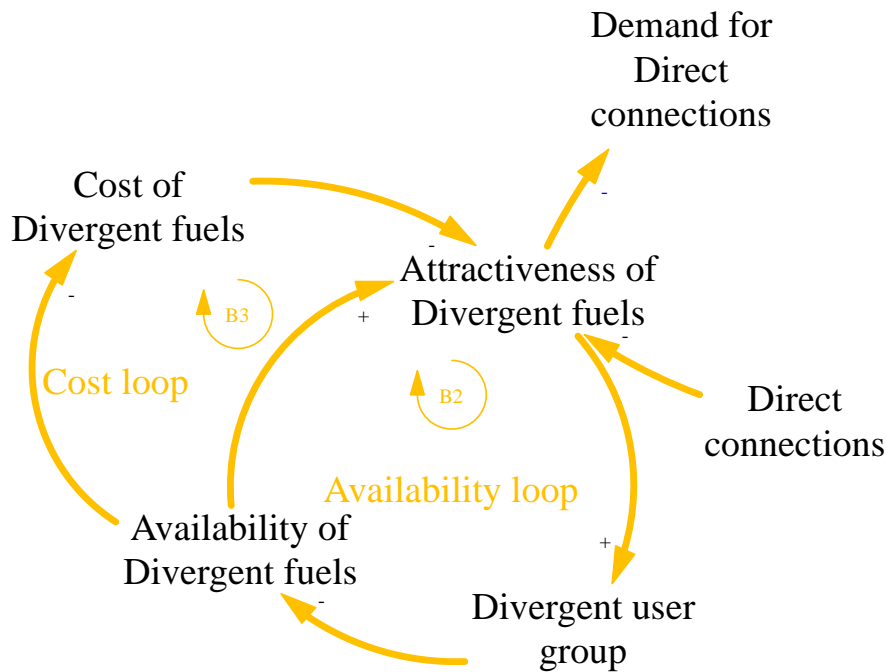 Demand for
Direct
connections
-
Cost of
Divergent fuels
-
-
Attractiveness of
Divergent fuels
B3
+
-
Cost loop
B2
Direct
connections
Availability loop
Availability of
Divergent fuels
+
-
Divergent user
group